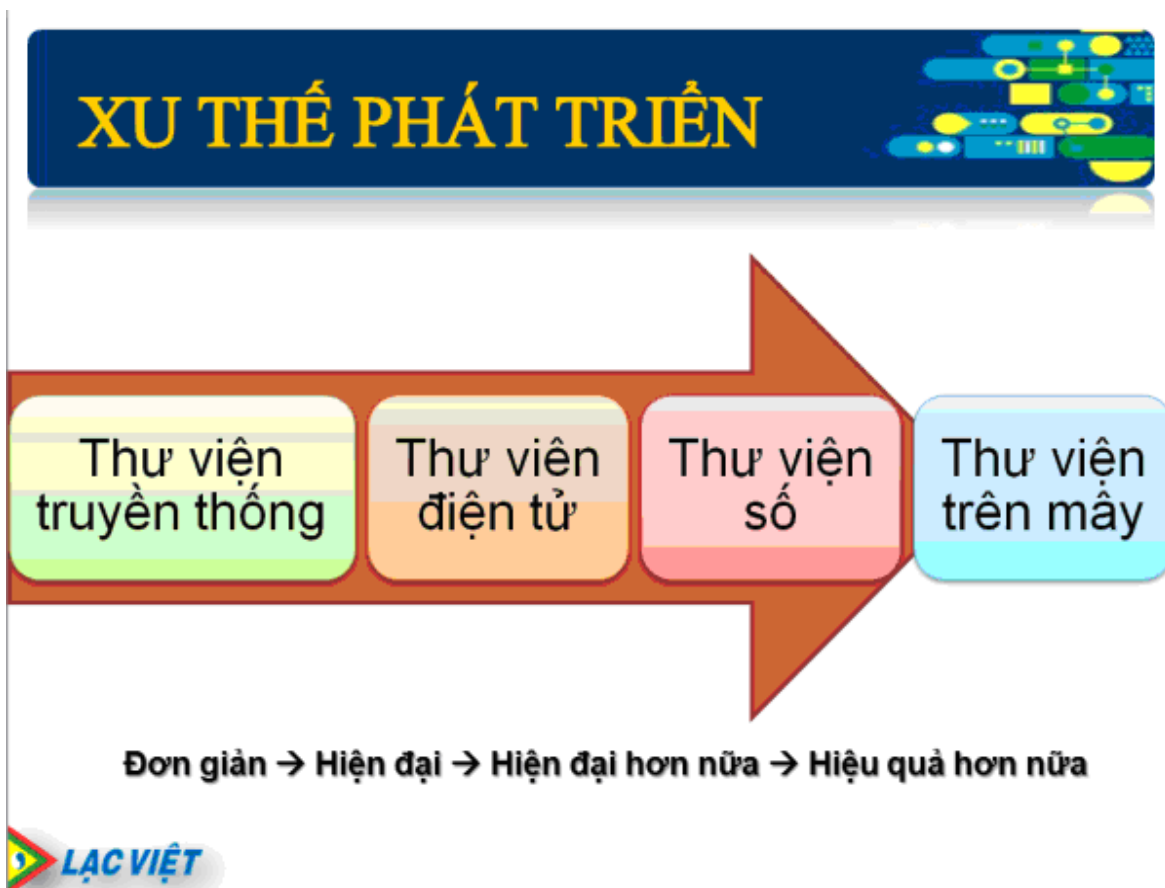 XU THẾ PHÁT TRIỂN
Thư viện
truyền thống
Thư viên
điện tử
Thư viện
số
Thư viện
trên mây
Đơn giản → Hiện đại → Hiện đại hơn nữa → Hiệu quả hơn nữa
LẠC VIỆT